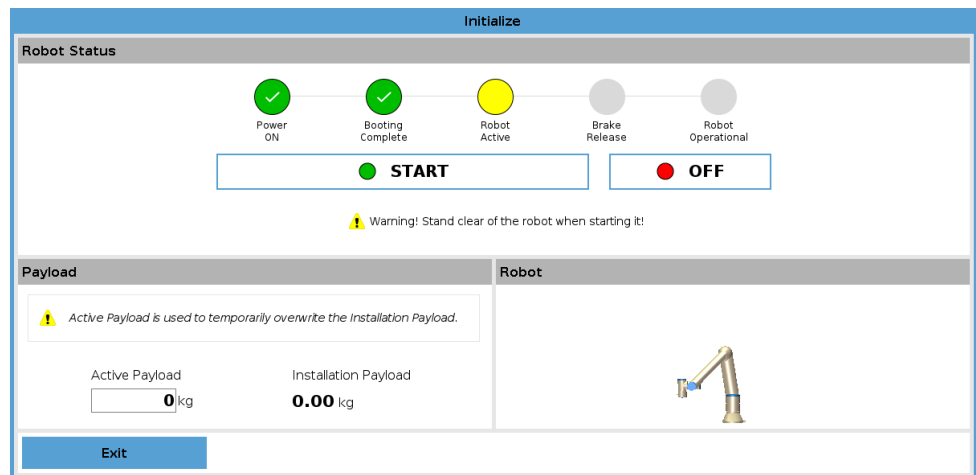 Initialize
Robot Status
Power
ON
Booting
Complete
Robot
Active
Brake
Release
Robot
Operational
START
OFF
Warning! Stand clear of the robot when starting it!
Payload
Robot
Active Payload is used to temporarily overwrite the Installation Payload.
Active Payload
Installation Payload
0 kg
0.00 kg
Exit